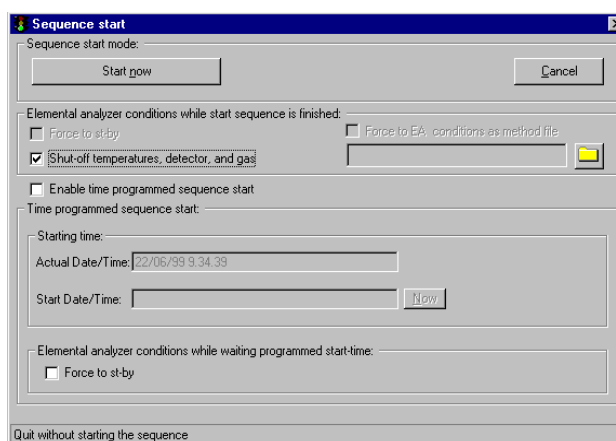 Sequence start
Sequence start mode:
Start now
Cancel
Elemental analyzer conditions while start sequence is finished:
Force to st-by
Force to EA, conditions as method file
Shut-off temperatures, detector, and gas
Enable time programmed sequence start
Time programmed sequence start:
Starting time:
Actual Date/Time: 22/06/99 9.34.39
Start Date/Time:
Now
Elemental analyzer conditions while waiting programmed start-time:
Force to st-by
Quit without starting the sequence